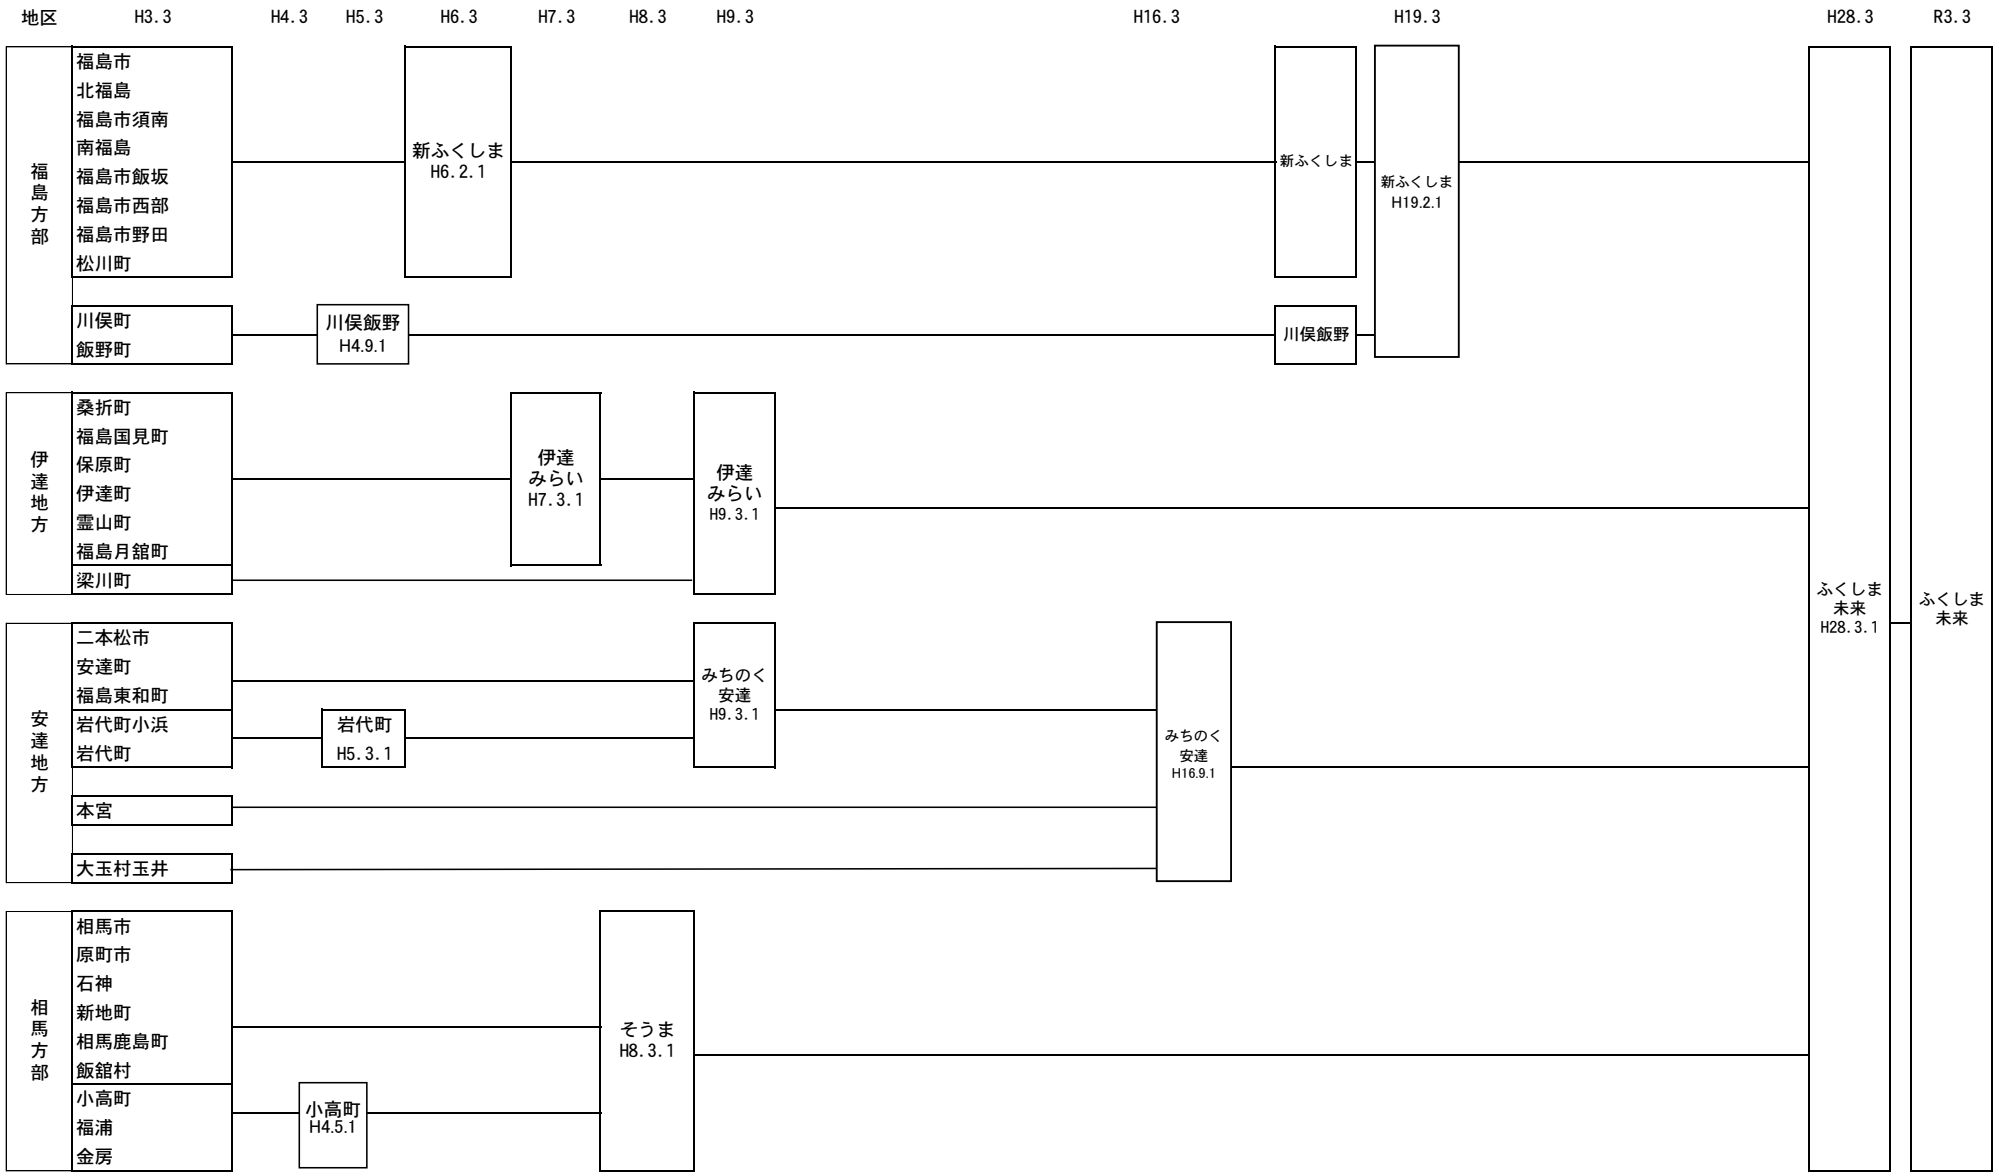 地区 H3.3 H4.3 H5.3 H6.3 H7.3 H8.3 H9.3 H16.3 H19.3 H28.3 R3.3
福島方部
福島市
北福島
福島市須南
南福島
福島市飯坂
福島市西部
福島市野田
松川町
新ふくしま
H6.2.1
新ふくしま
新ふくしま
H19.2.1
川俣町
飯野町
川俣飯野
H4.9.1
川俣飯野
伊達地方
桑折町
福島国見町
保原町
伊達町
霊山町
福島月舘町
梁川町
伊達
みらい
H7.3.1
伊達
みらい
H9.3.1
安達地方
二本松市
安達町
福島東和町
岩代町小浜
岩代町
岩代町
H5.3.1
みちのく
安達
H9.3.1
本宮
大玉村玉井
みちのく
安達
H16.9.1
相馬方部
相馬市
原町市
石神
新地町
相馬鹿島町
飯舘村
小高町
福浦
金房
小高町
H4.5.1
そうま
H8.3.1
ふくしま
未来
H28.3.1
ふくしま
未来